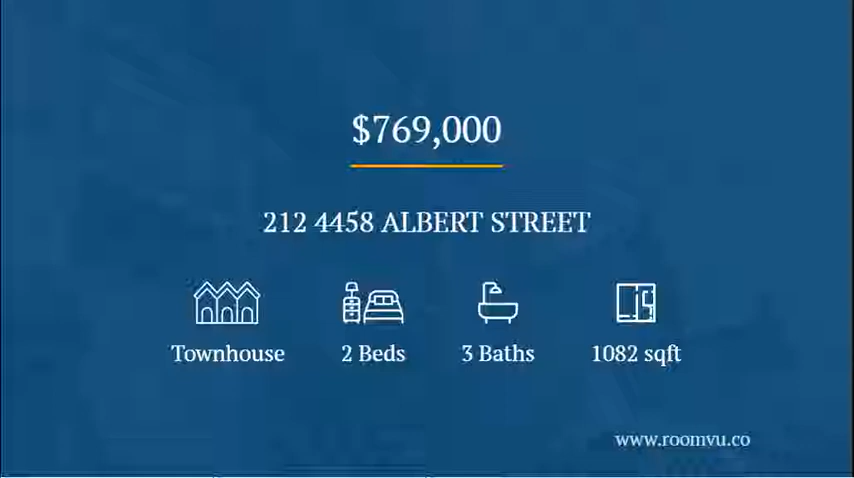 $769,000
212 4458 ALBERT STREET
Townhouse 2 Beds 3 Baths 1082 sqft
www.roomvu.co